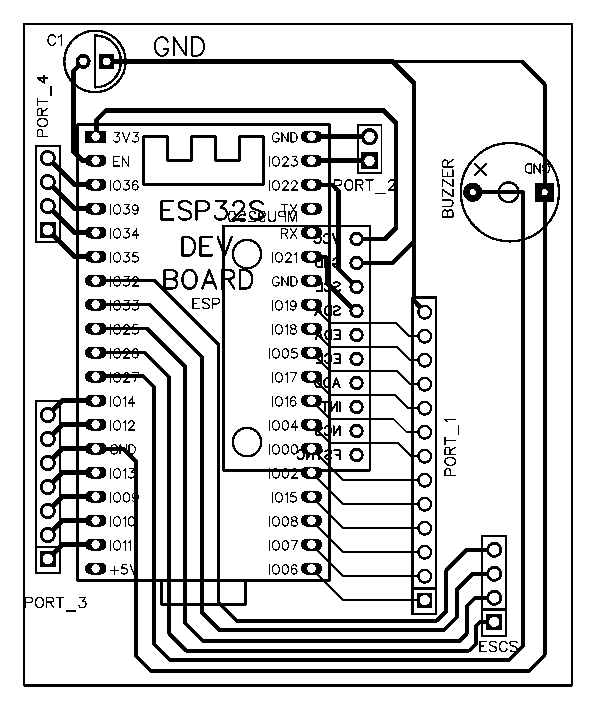 C1
GND
PORT_4
3V3
EN
IO36
IO39
IO34
IO35
IO32
IO33
IO25
IO26
IO27
IO14
IO12
GND
IO13
IO09
IO10
IO11
+5V
GND
IO23
IO22
TX
RX
IO21
GND
IO19
IO18
IO05
IO17
IO16
IO04
IO00
IO02
IO15
IO08
IO07
IO06
ESP32S
DEV
BOARD
ESP
PORT_2
MPU9250
VCC
GND
SCL
SDA
EDA
ECL
ADO
INT
NCS
FSYNC
BUZZER
GND
PORT_1
PORT_3
ESCS